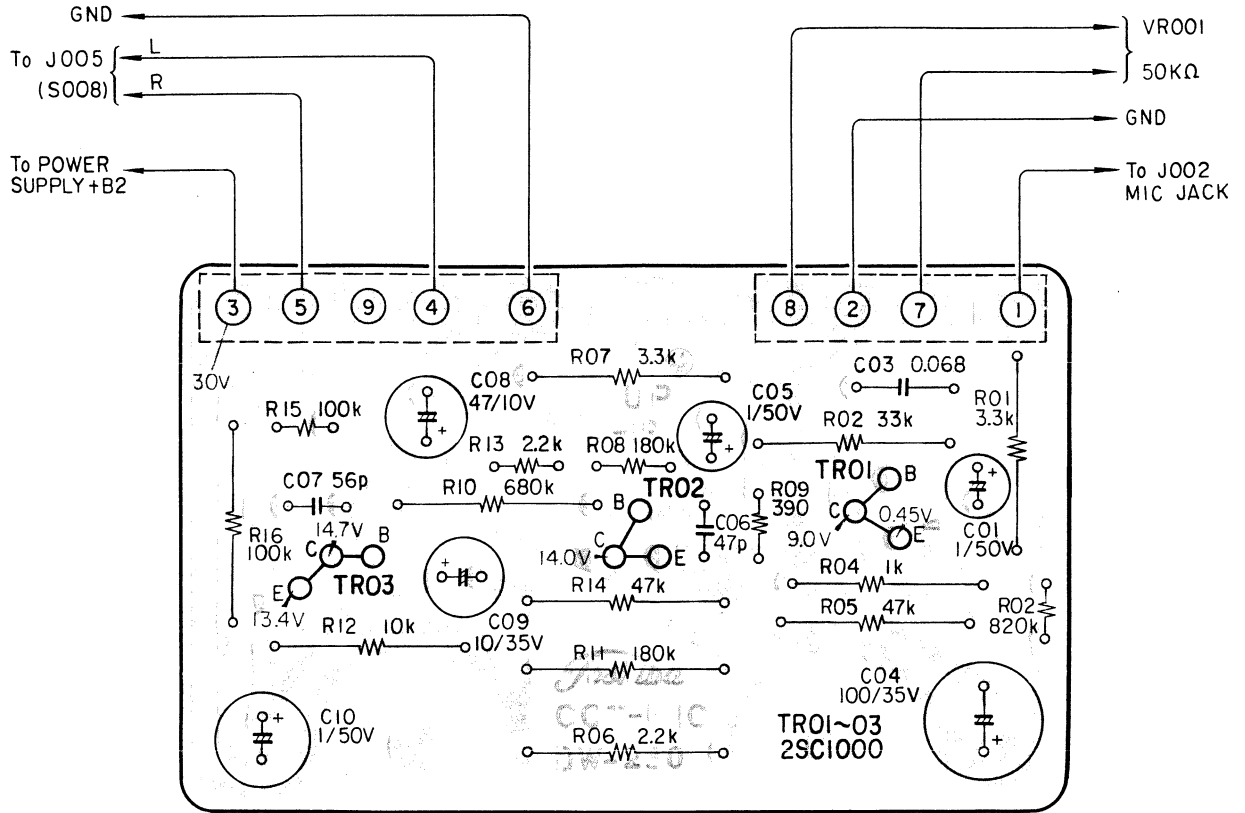 GND
To J005
(S008)
L
R
To POWER
SUPPLY +B2
VR001
50KΩ
GND
To J002
MIC JACK
3
5
9
4
6
8
2
7
1
30V
R07 3.3k
C03 0.068
C08
47/10V
C05
1/50V
R01
3.3k
R15 100k
R02 33k
R13 2.2k
R08 180k
TR01
B
C
E
0.45V
9.0V
C07 56p
R10 680k
TR02
B
C
E
14.0V
R09
390
C06
47p
C01
1/50V
R16
100k
14.7V
C
B
E
TR03
13.4V
R14 47k
R04 1k
R05 47k
R02
820k
R12 10k
C09
10/35V
R11 180k
C04
100/35V
C10
1/50V
R06 2.2k
TR01~03
2SC1000